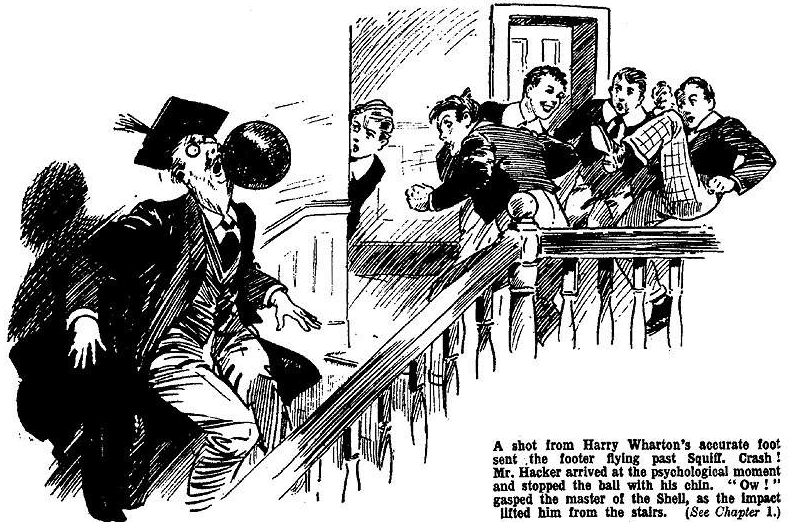 A shot from Harry Wharton's accurate foot
sent the footer flying past Squiff. Crash!
Mr. Hacker arrived at the psychological moment
and stopped the ball with his chin. "Ow!"
gasped the master of the Shell, as the impact
lifted him from the stairs. (See Chapter 1.)